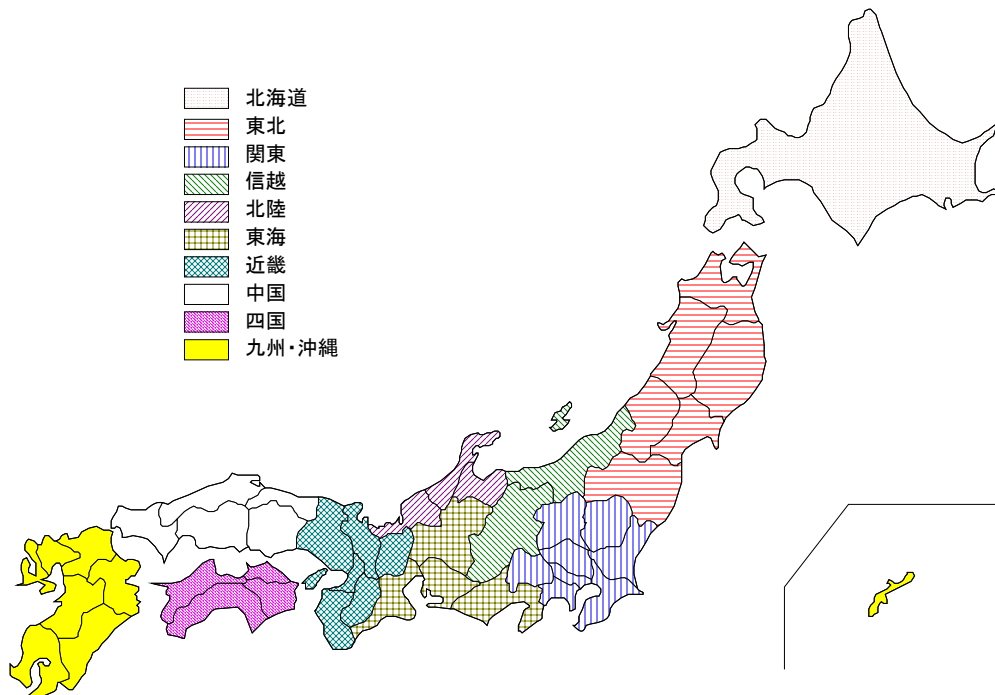 北海道
東北
関東
信越
北陸
東海
近畿
中国
四国
九州・沖縄